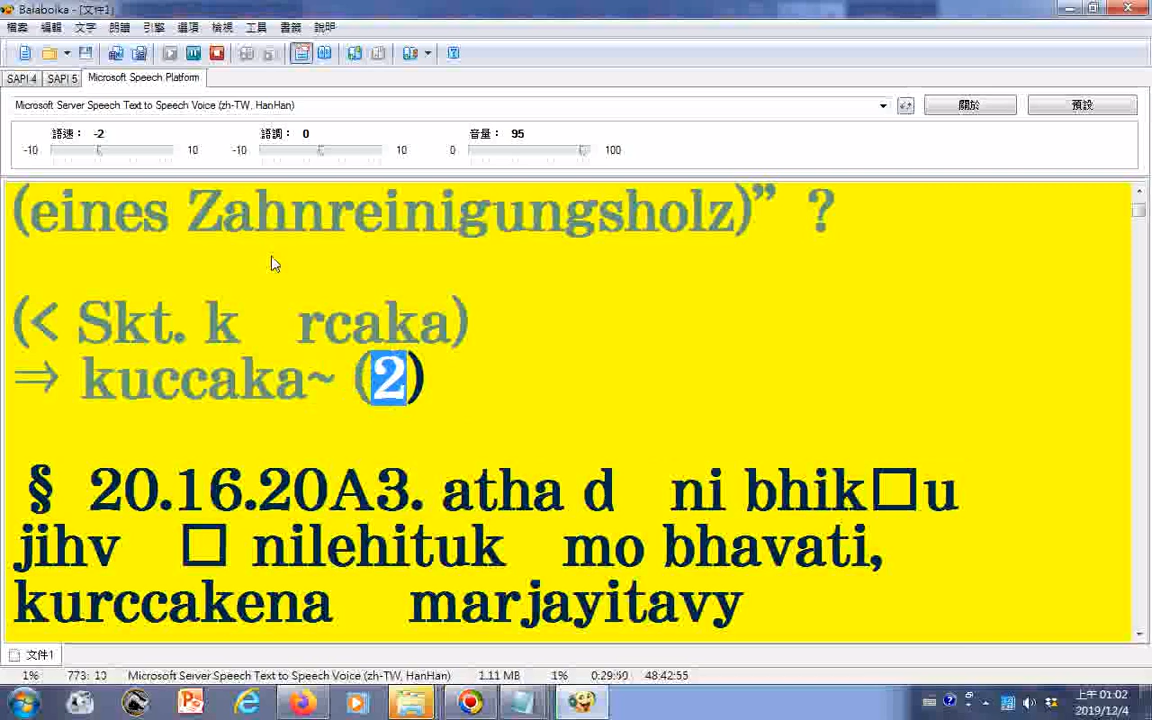 Balabolka - [文件1]
檔案 編輯 文字 朗讀 引擎 選項 檢視 工具 書籤 說明
SAPI 4 SAPI 5 Microsoft Speech Platform
Microsoft Server Speech Text to Speech Voice (zh-TW, HanHan) 關於 預設
語速： -2 語調： 0 音量： 95
-10 10 -10 10 0 100
(eines Zahnreinigungsholz)” ?
(< Skt. k rcaka)
⇒ kuccaka~ (2)
§ 20.16.20A3. atha d ni bhik□u
jihv □ nilehituk mo bhavati,
kurccakena marjayitavy
文件1
1% 773: 13 Microsoft Server Speech Text to Speech Voice (zh-TW, HanHan) 1.11 MB 1% 0:29:50 48:42:55
上午 01:02
2019/12/4